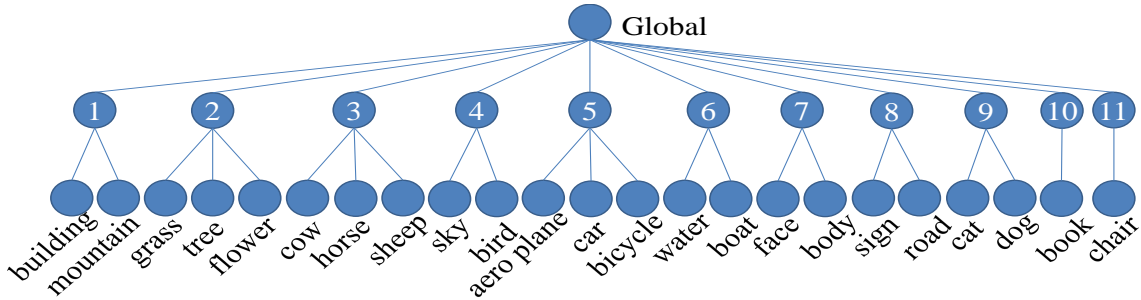 Global
1 2 3 4 5 6 7 8 9 10 11
building mountain grass tree flower cow horse sheep sky bird aero plane car bicycle water boat face body sign road cat dog book chair